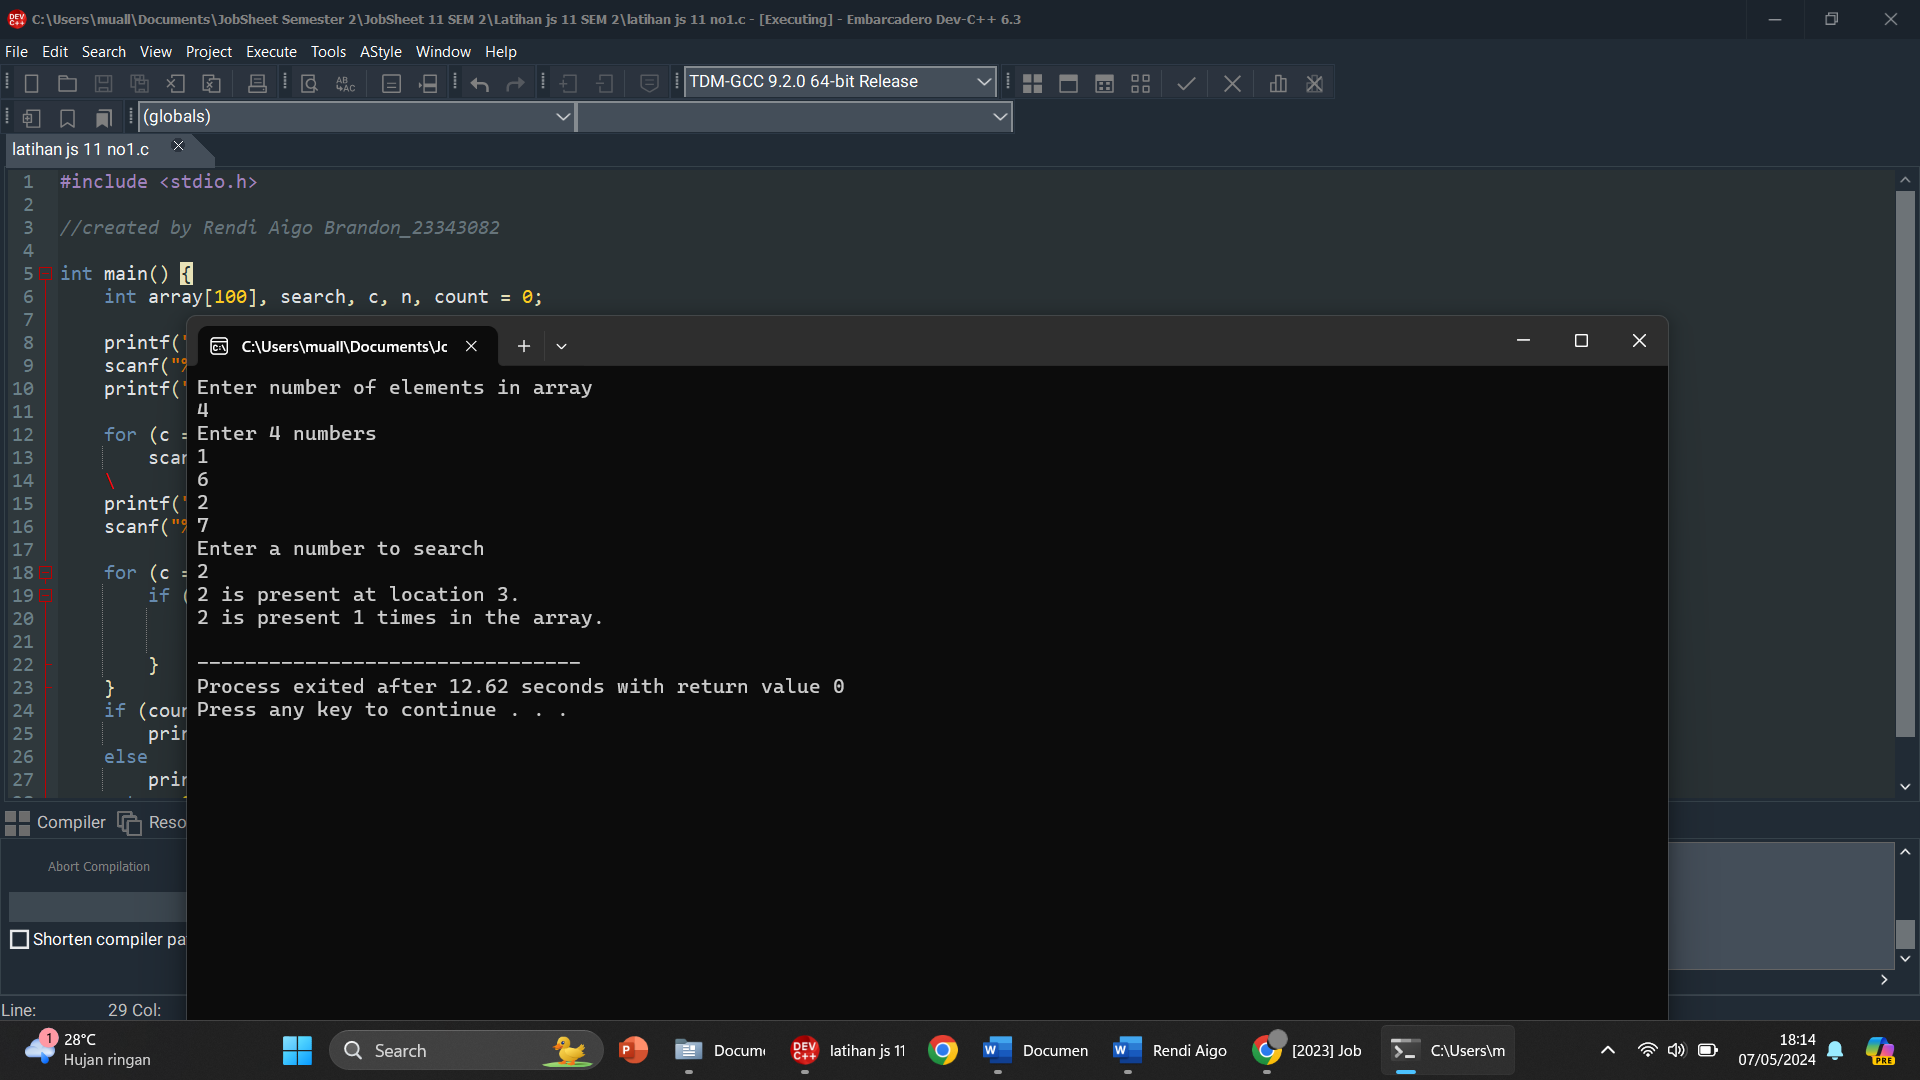 C:\Users\muall\Documents\JobSheet Semester 2\JobSheet 11 SEM 2\Latihan js 11 SEM 2\latihan js 11 no1.c - [Executing] - Embarcadero Dev-C++ 6.3
File Edit Search View Project Execute Tools AStyle Window Help
TDM-GCC 9.2.0 64-bit Release
(globals)
latihan js 11 no1.c
1 #include <stdio.h>
2
3 //created by Rendi Aigo Brandon_23343082
4
5 int main() {
6 int array[100], search, c, n, count = 0;
7
8 printf("
9 scanf("%
10 printf("
11
12 for (c =
13 scan
14 \
15 printf("
16 scanf("%
17
18 for (c =
19 if (
20
21
22 }
23 }
24 if (coun
25 prin
26 else
27 prin
C:\Users\muall\Documents\Jc
Enter number of elements in array
4
Enter 4 numbers
1
6
2
7
Enter a number to search
2
2 is present at location 3.
2 is present 1 times in the array.
--------------------------------
Process exited after 12.62 seconds with return value 0
Press any key to continue . . .
Compiler Reso
Abort Compilation
Shorten compiler pa
Line: 29 Col:
1 28°C
Hujan ringan
Search
Docume
latihan js 11
Documen
Rendi Aigo
[2023] Job
C:\Users\m
18:14
07/05/2024
PRE